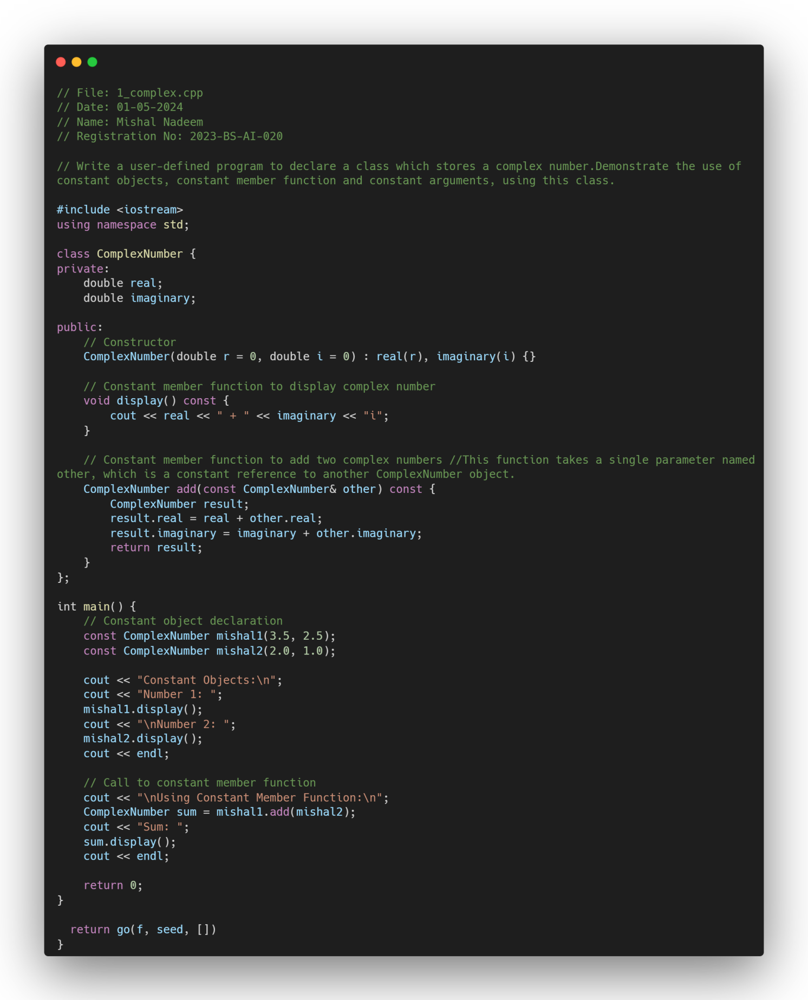 // File: 1_complex.cpp
// Date: 01-05-2024
// Name: Mishal Nadeem
// Registration No: 2023-BS-AI-020

// Write a user-defined program to declare a class which stores a complex number.Demonstrate the use of
constant objects, constant member function and constant arguments, using this class.

#include <iostream>
using namespace std;

class ComplexNumber {
private:
    double real;
    double imaginary;

public:
    // Constructor
    ComplexNumber(double r = 0, double i = 0) : real(r), imaginary(i) {}

    // Constant member function to display complex number
    void display() const {
        cout << real << " + " << imaginary << "i";
    }

    // Constant member function to add two complex numbers //This function takes a single parameter named
other, which is a constant reference to another ComplexNumber object.
    ComplexNumber add(const ComplexNumber& other) const {
        ComplexNumber result;
        result.real = real + other.real;
        result.imaginary = imaginary + other.imaginary;
        return result;
    }
};

int main() {
    // Constant object declaration
    const ComplexNumber mishal1(3.5, 2.5);
    const ComplexNumber mishal2(2.0, 1.0);

    cout << "Constant Objects:\n";
    cout << "Number 1: ";
    mishal1.display();
    cout << "\nNumber 2: ";
    mishal2.display();
    cout << endl;

    // Call to constant member function
    cout << "\nUsing Constant Member Function:\n";
    ComplexNumber sum = mishal1.add(mishal2);
    cout << "Sum: ";
    sum.display();
    cout << endl;

    return 0;
}

  return go(f, seed, [])
}